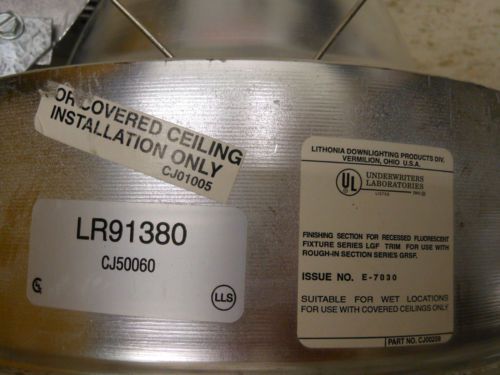 OR COVERED CEILING
INSTALLATION ONLY
CJ01005
LR91380
CJ50060
LLS
LITHONIA DOWNLIGHTING PRODUCTS DIV.
VERMILION, OHIO U.S.A.
UL
UNDERWRITERS
LABORATORIES
LISTED
FINISHING SECTION FOR RECESSED FLUORESCENT
FIXTURE SERIES LGF TRIM FOR USE WITH
ROUGH-IN SECTION SERIES GRSF.
ISSUE NO. E-7030
SUITABLE FOR WET LOCATIONS
FOR USE WITH COVERED CEILINGS ONLY
PART NO. CJ00259